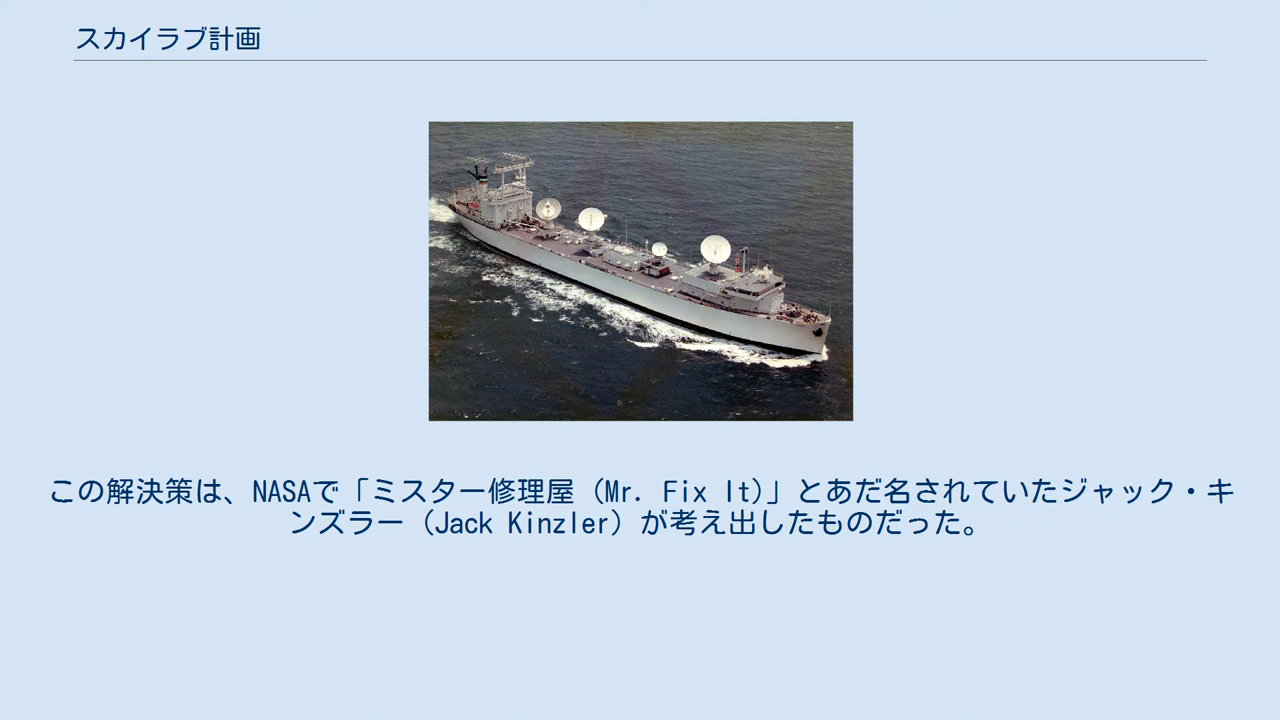 スカイラブ計画
この解決策は、NASAで「ミスター修理屋（Mr. Fix It)」とあだ名されていたジャック・キ
ンズラー（Jack Kinzler）が考え出したものだった。